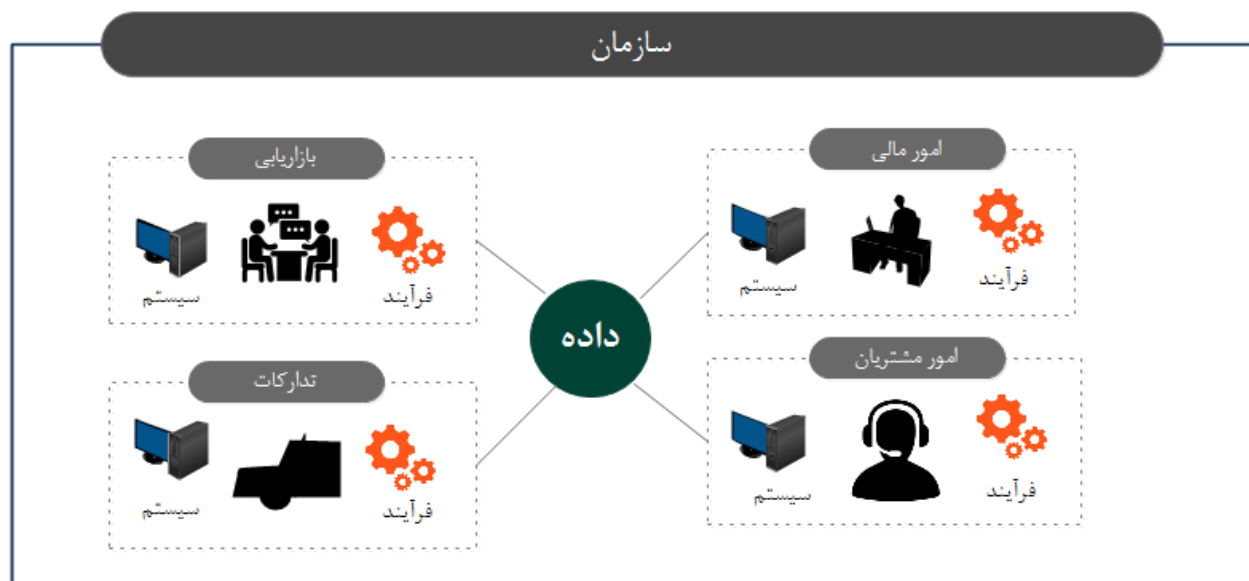 سازمان
امور مالی
فرآیند
سیستم
بازاریابی
فرآیند
سیستم
داده
امور مشتریان
فرآیند
سیستم
تدارکات
فرآیند
سیستم